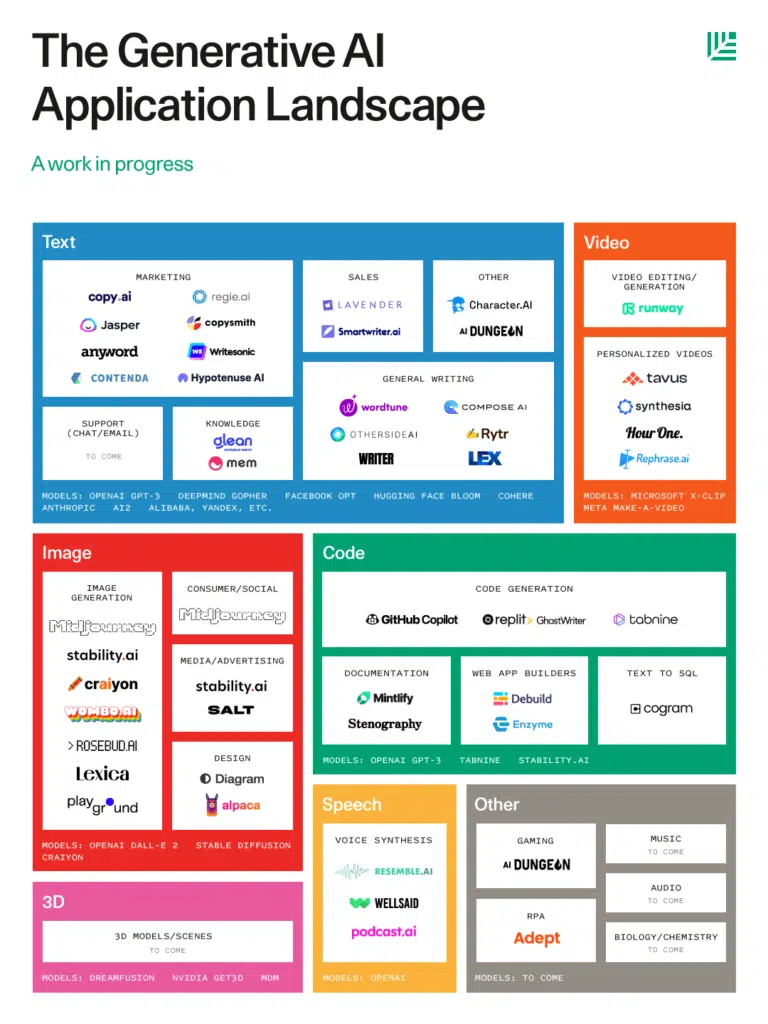 The Generative AI
Application Landscape
A work in progress
Text
MARKETING
copy.ai
regie.ai
Jasper
copysmith
anyword
WS Writesonic
CONTENDA
Hypotenuse AI
SALES
LAVENDER
Smartwriter.ai
OTHER
Character.AI
AI DUNGEON
GENERAL WRITING
wordtune
COMPOSE AI
OTHERSIDEAI
Rytr
WRITER
LEX
SUPPORT
(CHAT/EMAIL)
TO COME
KNOWLEDGE
glean
mem
MODELS: OPENAI GPT-3 DEEPMIND GOPHER FACEBOOK OPT HUGGING FACE BLOOM COHERE
ANTHROPIC AI2 ALIBABA, YANDEX, ETC.
Video
VIDEO EDITING/
GENERATION
runway
PERSONALIZED VIDEOS
tavus
synthesia
Hour One.
Rephrase.ai
MODELS: MICROSOFT X-CLIP
META MAKE-A-VIDEO
Image
IMAGE
GENERATION
Midjourney
stability.ai
craiyon
WOMBO.AI
ROSEBUD.AI
Lexica
playground
CONSUMER/SOCIAL
Midjourney
MEDIA/ADVERTISING
stability.ai
SALT
DESIGN
Diagram
alpaca
MODELS: OPENAI DALL-E 2 STABLE DIFFUSION
CRAIYON
Code
CODE GENERATION
GitHub Copilot
replit GhostWriter
tabnine
DOCUMENTATION
Mintlify
Stenography
WEB APP BUILDERS
Debuild
Enzyme
TEXT TO SQL
cogram
MODELS: OPENAI GPT-3 TABNINE STABILITY.AI
3D
3D MODELS/SCENES
TO COME
MODELS: DREAMFUSION NVIDIA GET3D MDM
Speech
VOICE SYNTHESIS
RESEMBLE.AI
WELLSAID
podcast.ai
MODELS: OPENAI
Other
GAMING
AI DUNGEON
RPA
Adept
MUSIC
TO COME
AUDIO
TO COME
BIOLOGY/CHEMISTRY
TO COME
MODELS: TO COME